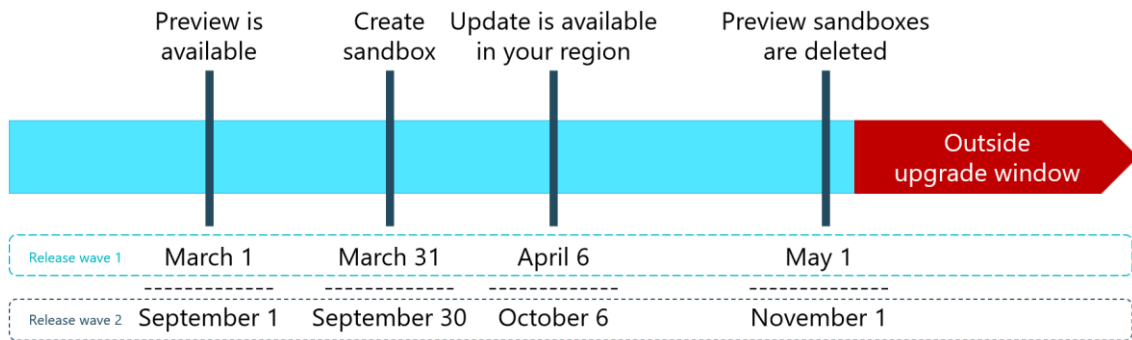 Preview is
available
Create
sandbox
Update is available
in your region
Preview sandboxes
are deleted
Outside
upgrade window
Release wave 1
March 1
March 31
April 6
May 1
Release wave 2
September 1
September 30
October 6
November 1